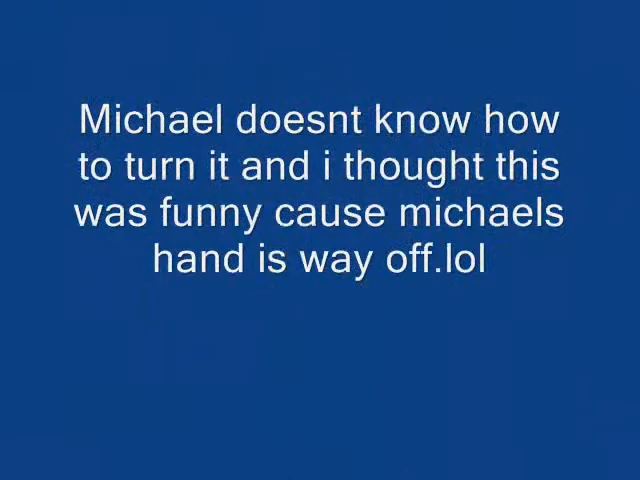 Michael doesnt know how
to turn it and i thought this
was funny cause michaels
hand is way off.lol